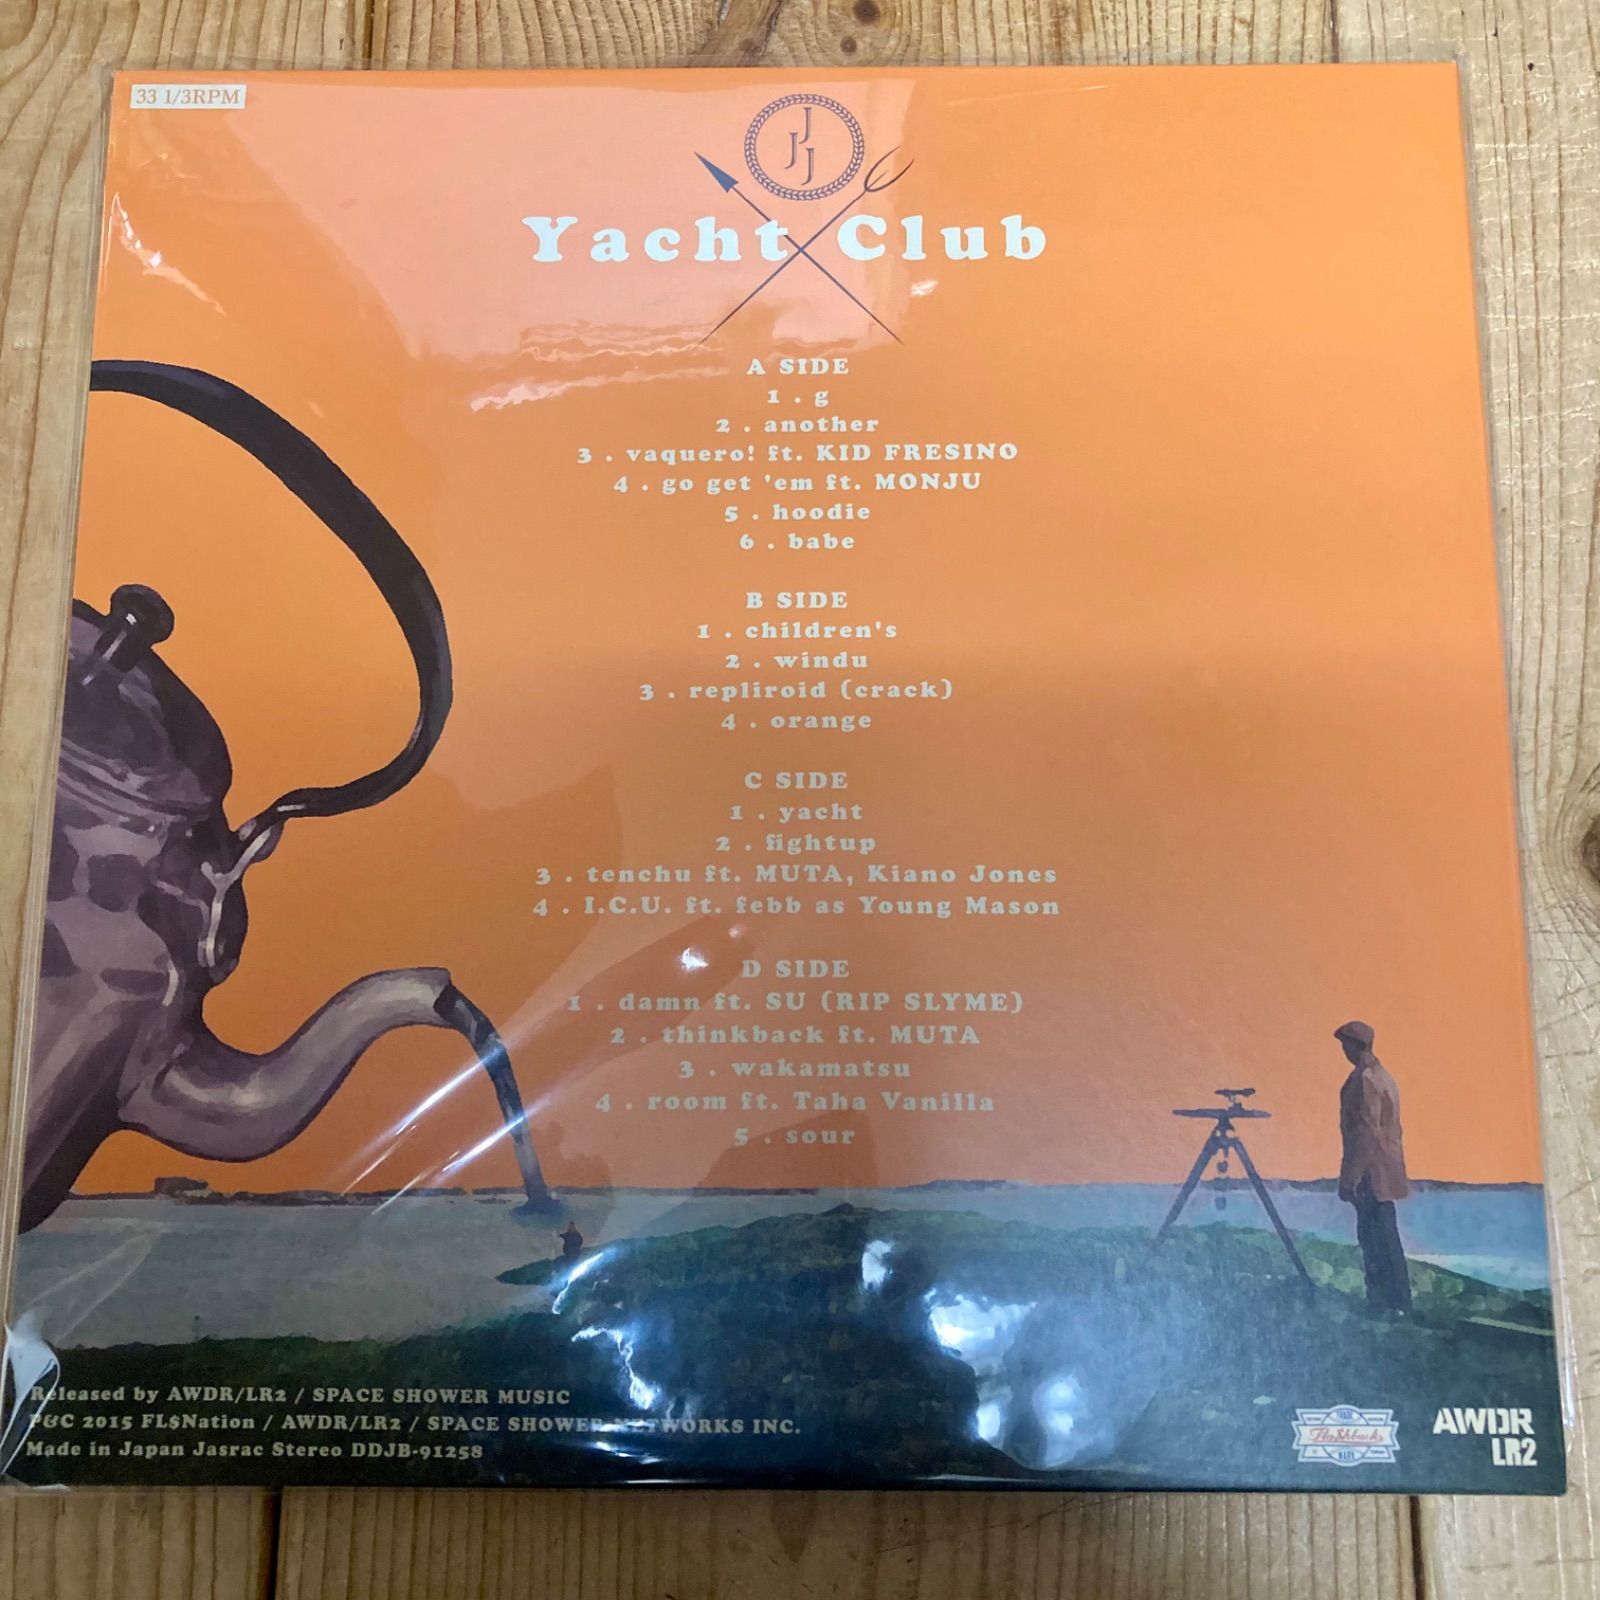 33 1/3RPM
J
J
J
Yacht Club
A SIDE
1 . g
2 . another
3 . vaquero! ft. KID FRESINO
4 . go get 'em ft. MONJU
5 . hoodie
6 . babe
B SIDE
1 . children's
2 . windu
3 . repliroid (crack)
4 . orange
C SIDE
1 . yacht
2 . fightup
3 . tenchu ft. MUTA, Kiano Jones
4 . I.C.U. ft. febb as Young Mason
D SIDE
1 . damn ft. SU (RIP SLYME)
2 . thinkback ft. MUTA
3 . wakamatsu
4 . room ft. Taha Vanilla
5 . sour
Released by AWDR/LR2 / SPACE SHOWER MUSIC
P&C 2015 FL$Nation / AWDR/LR2 / SPACE SHOWER NETWORKS INC.
Made in Japan Jasrac Stereo DDJB-91258
Fla$hBackS
AWDR
LR2